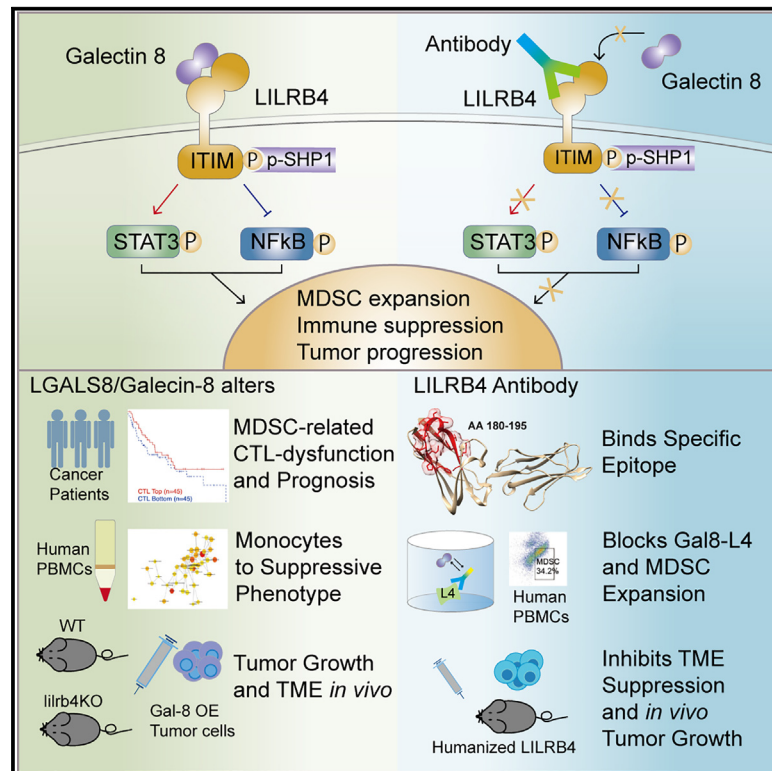 Galectin 8
LILRB4
ITIM
P
p-SHP1
STAT3
P
NFkB
P
Antibody
LILRB4
Galectin 8
ITIM
P
p-SHP1
STAT3
P
NFkB
P
MDSC expansion
Immune suppression
Tumor progression
LGALS8/Galecin-8 alters
Cancer
Patients
CTL Top (n=45)
CTL Bottom (n=45)
MDSC-related
CTL-dysfunction
and Prognosis
Human
PBMCs
Monocytes
to Suppressive
Phenotype
WT
lilrb4KO
Gal-8 OE
Tumor cells
Tumor Growth
and TME in vivo
LILRB4 Antibody
AA 180-195
Binds Specific
Epitope
L4
MDSC
34.2%
Human
PBMCs
Blocks Gal8-L4
and MDSC
Expansion
Humanized LILRB4
Inhibits TME
Suppression
and in vivo
Tumor Growth